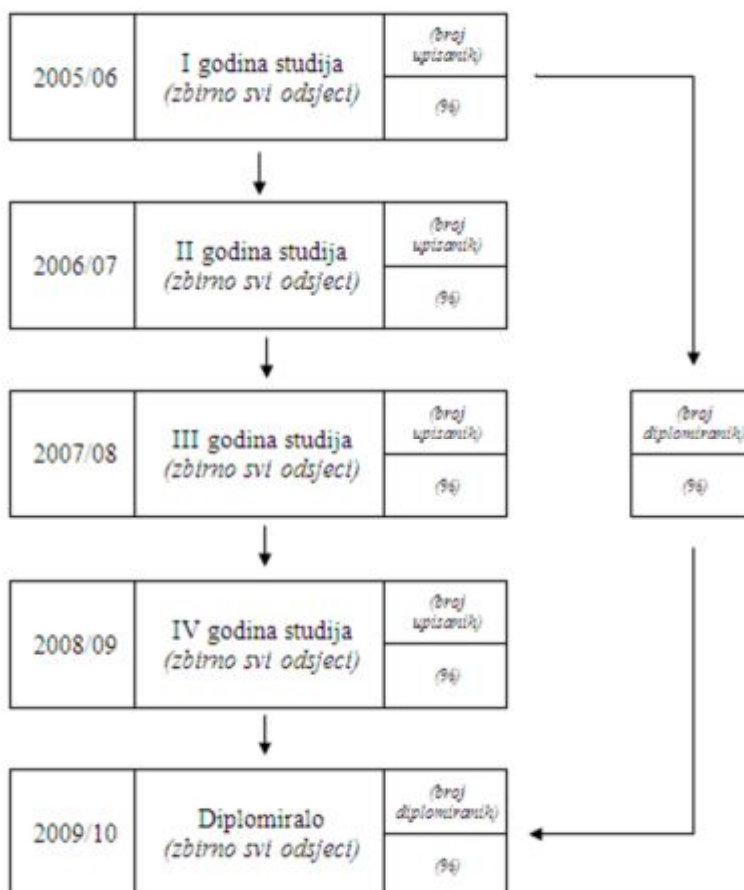 2005/06
I godina studija
(zbirno svi odsjeci)
(broj
upisanih)
(%)
2006/07
II godina studija
(zbirno svi odsjeci)
(broj
upisanih)
(%)
2007/08
III godina studija
(zbirno svi odsjeci)
(broj
upisanih)
(%)
(broj
diplomiranih)
(%)
2008/09
IV godina studija
(zbirno svi odsjeci)
(broj
upisanih)
(%)
2009/10
Diplomiralo
(zbirno svi odsjeci)
(broj
diplomiranih)
(%)